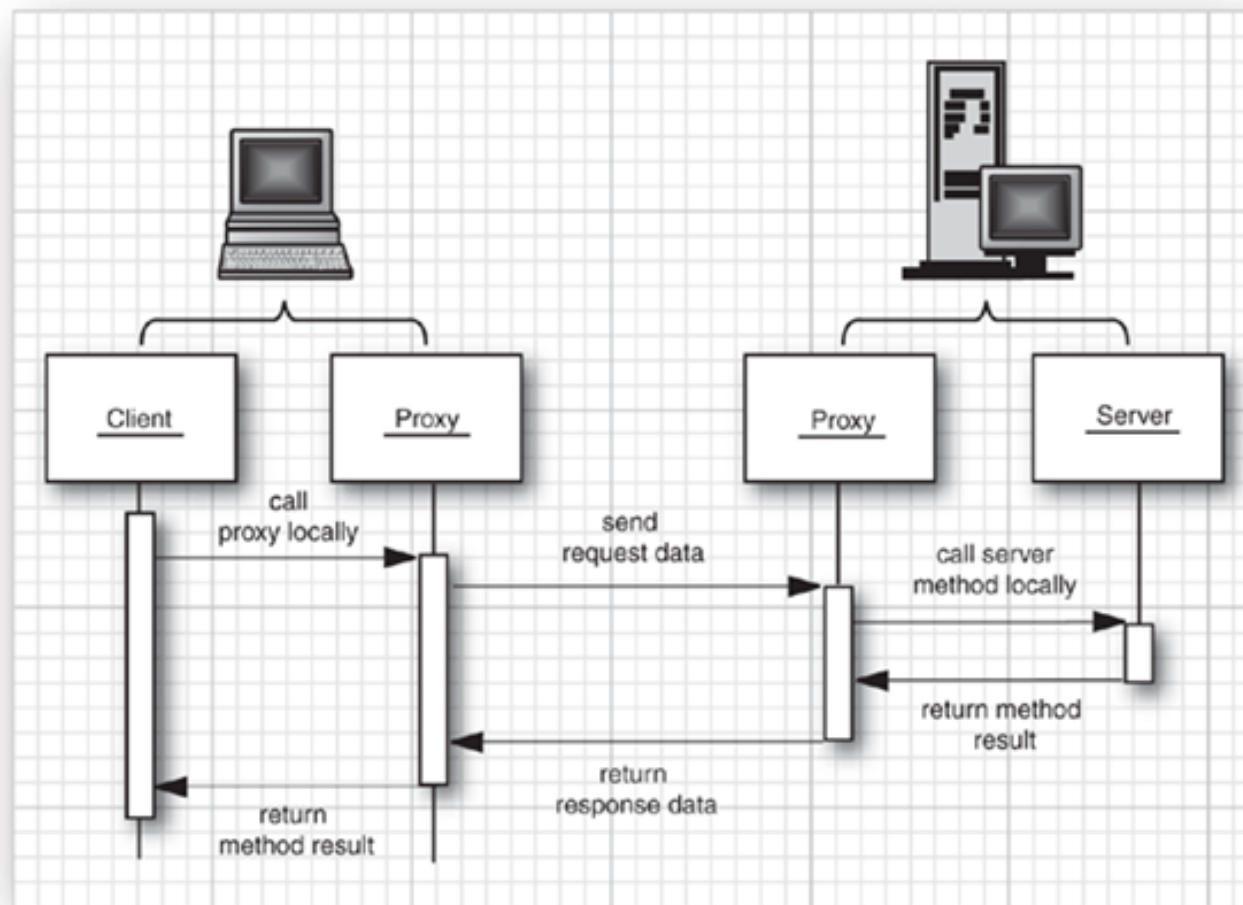 Client
Proxy
Proxy
Server
call
proxy locally
send
request data
call server
method locally
return method
result
return
response data
return
method result